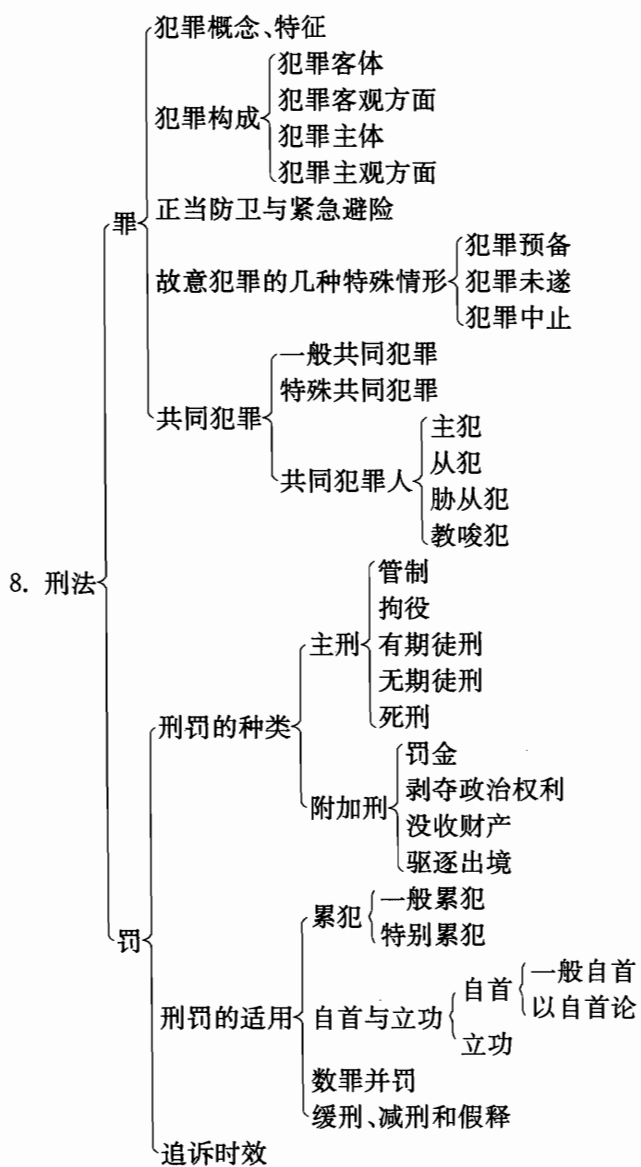 犯罪概念、特征
犯罪客体
犯罪客观方面
犯罪构成
犯罪主体
犯罪主观方面
正当防卫与紧急避险
罪
犯罪预备
故意犯罪的几种特殊情形
犯罪未遂
犯罪中止
一般共同犯罪
特殊共同犯罪
共同犯罪
主犯
从犯
共同犯罪人
胁从犯
教唆犯
8. 刑法
管制
拘役
主刑
有期徒刑
无期徒刑
死刑
刑罚的种类
罚金
剥夺政治权利
附加刑
没收财产
驱逐出境
罚
一般累犯
累犯
特别累犯
一般自首
自首
以自首论
刑罚的适用
自首与立功
立功
数罪并罚
缓刑、减刑和假释
追诉时效